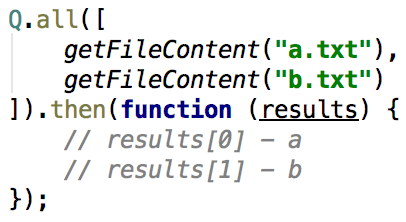 Q.all([
    getFileContent("a.txt"),
    getFileContent("b.txt")
]).then(function (results) {
    // results[0] - a
    // results[1] - b
});